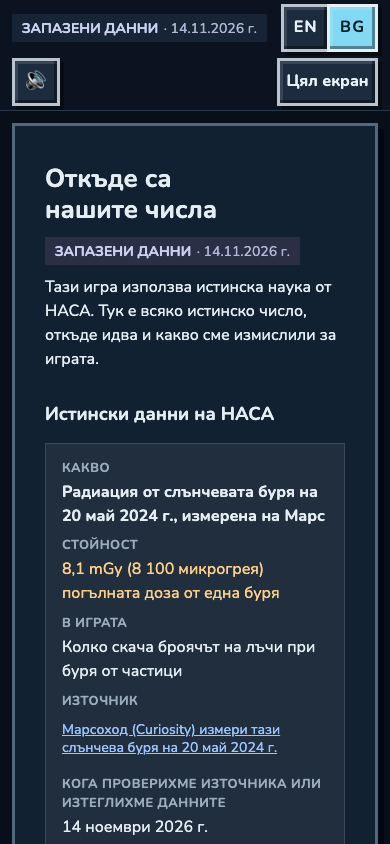 ЗАПАЗЕНИ ДАННИ · 14.11.2026 г.
EN BG
Цял екран
Откъде са
нашите числа
ЗАПАЗЕНИ ДАННИ · 14.11.2026 г.
Тази игра използва истинска наука от
НАСА. Тук е всяко истинско число,
откъде идва и какво сме измислили за
играта.
Истински данни на НАСА
КАКВО
Радиация от слънчевата буря на
20 май 2024 г., измерена на Марс
СТОЙНОСТ
8,1 mGy (8 100 микрогрея)
погълната доза от една буря
В ИГРАТА
Колко скача броячът на лъчи при
буря от частици
ИЗТОЧНИК
Марсоход (Curiosity) измери тази
слънчева буря на 20 май 2024 г.
КОГА ПРОВЕРИХМЕ ИЗТОЧНИКА ИЛИ
ИЗТЕГЛИХМЕ ДАННИТЕ
14 ноември 2026 г.